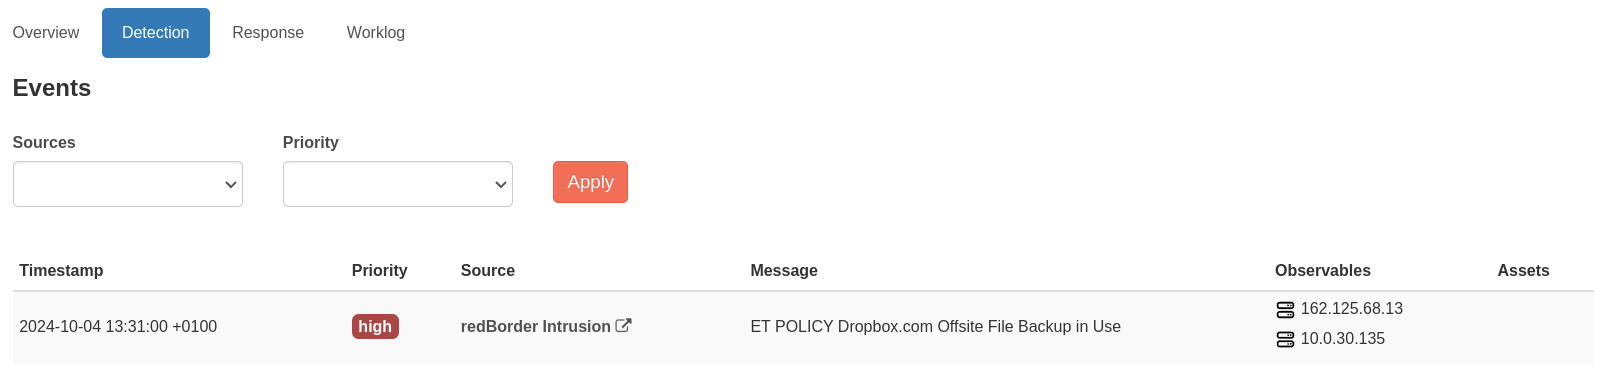 Overview Detection Response Worklog
Events
Sources Priority
Apply
Timestamp Priority Source Message Observables Assets
2024-10-04 13:31:00 +0100 high redBorder Intrusion ET POLICY Dropbox.com Offsite File Backup in Use 162.125.68.13
10.0.30.135